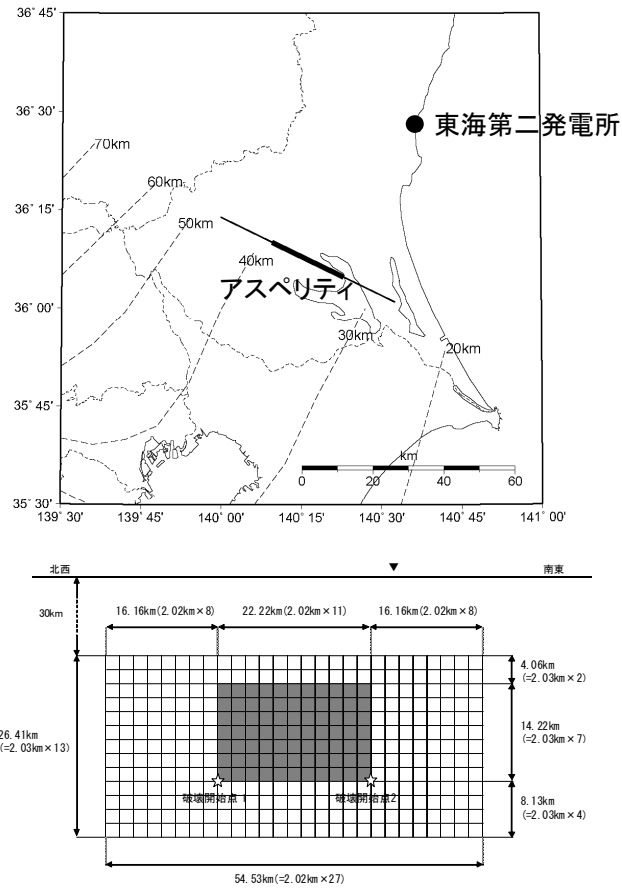 36° 45'
36° 30'
東海第二発電所
70km
60km
36° 15'
50km
40km
アスペリティ
36° 00'
30km
20km
35° 45'
km
0 20 40 60
35° 30'
139° 30' 139° 45' 140° 00' 140° 15' 140° 30' 140° 45' 141° 00'
北西 ▼ 南東
30km
16.16km(2.02km×8) 22.22km(2.02km×11) 16.16km(2.02km×8)
4.06km
(=2.03km×2)
26.41km
(=2.03km×13)
14.22km
(=2.03km×7)
破壊開始点1 破壊開始点2
8.13km
(=2.03km×4)
54.53km(=2.02km×27)